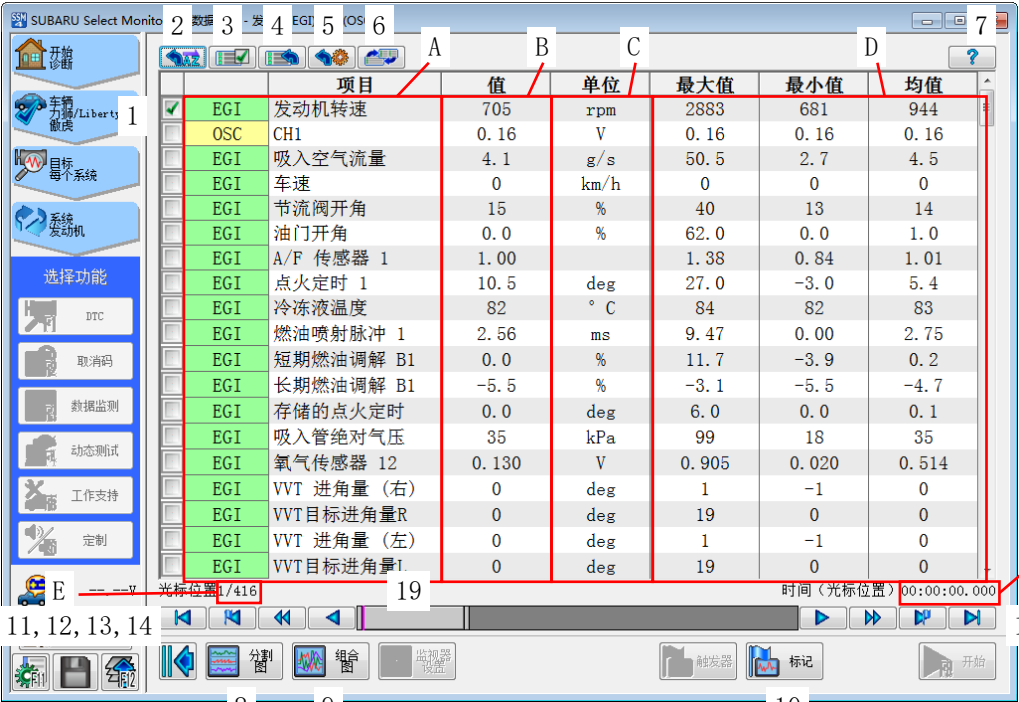 SUBARU Select Monito 数据 - 发 EGI (OSC
2 3 4 5 6 7
开始
诊断
车辆
力狮/Liberty
傲虎
1
目标
每个系统
系统
发动机
选择功能
DTC
取消码
数据监测
动态测试
工作支持
定制
--.--V
A B C D
?
项目 值 单位 最大值 最小值 均值
EGI 发动机转速 705 rpm 2883 681 944
OSC CH1 0.16 V 0.16 0.16 0.16
EGI 吸入空气流量 4.1 g/s 50.5 2.7 4.5
EGI 车速 0 km/h 0 0 0
EGI 节流阀开角 15 % 40 13 14
EGI 油门开角 0.0 % 62.0 0.0 1.0
EGI A/F 传感器 1 1.00 1.38 0.84 1.01
EGI 点火定时 1 10.5 deg 27.0 -3.0 5.4
EGI 冷冻液温度 82 °C 84 82 83
EGI 燃油喷射脉冲 1 2.56 ms 9.47 0.00 2.75
EGI 短期燃油调解 B1 0.0 % 11.7 -3.9 0.2
EGI 长期燃油调解 B1 -5.5 % -3.1 -5.5 -4.7
EGI 存储的点火定时 0.0 deg 6.0 0.0 0.1
EGI 吸入管绝对气压 35 kPa 99 18 35
EGI 氧气传感器 12 0.130 V 0.905 0.020 0.514
EGI VVT 进角量 (右) 0 deg 1 -1 0
EGI VVT目标进角量R 0 deg 19 0 0
EGI VVT 进角量 (左) 0 deg 1 -1 0
EGI VVT目标进角量L 0 deg 19 0 0
E
光标位置1/416
19
时间（光标位置）00:00:00.000
11,12,13,14
F11
F12
分割
图
组合
图
监视器
设置
触发器
标记
开始